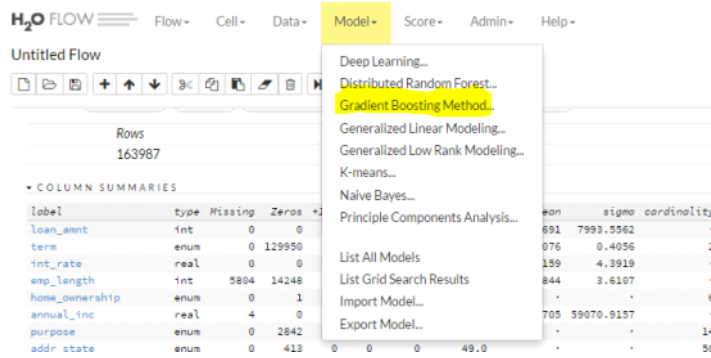 H2O FLOW Flow Cell Data Model Score Admin Help
Untitled Flow
Deep Learning...
Distributed Random Forest...
Gradient Boosting Method...
Generalized Linear Modeling...
Generalized Low Rank Modeling...
K-means...
Naive Bayes...
Principle Components Analysis...
List All Models
List Grid Search Results
Import Model...
Export Model...
Rows
163987
COLUMN SUMMARIES
label type Missing Zeros sigma cardinality
loan_amnt int 0 0 691 7993.5562 ·
term enum 0 129950 076 0.4056 2
int_rate real 0 0 159 4.3919 ·
emp_length int 5804 14248 844 3.6107 ·
home_ownership enum 0 1 · · 6
annual_inc real 4 0 705 59070.9157 ·
purpose enum 0 2842 · · 14
addr_state enum 0 413 0 0 49.0 · · 50